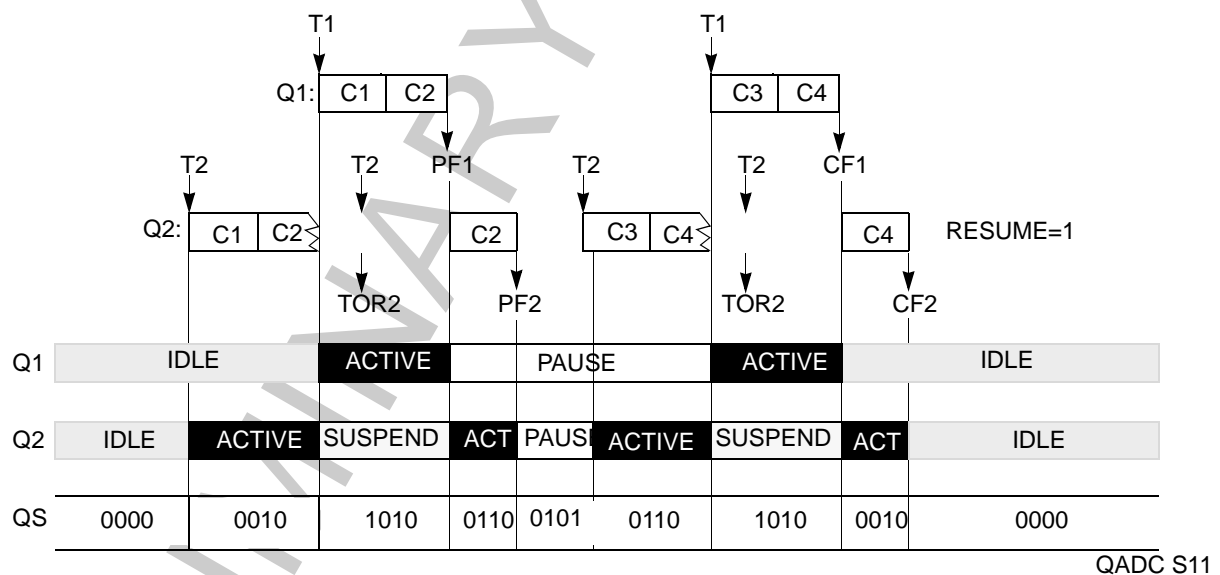 T1 T1
Q1: C1 C2 C3 C4
T2 T2 PF1 T2 T2 CF1
Q2: C1 C2 C2 C3 C4 C4 RESUME=1
TOR2 PF2 TOR2 CF2
Q1 IDLE ACTIVE PAUSE ACTIVE IDLE
Q2 IDLE ACTIVE SUSPEND ACT PAUSE ACTIVE SUSPEND ACT IDLE
QS 0000 0010 1010 0110 0101 0110 1010 0010 0000
QADC S11
MINARY